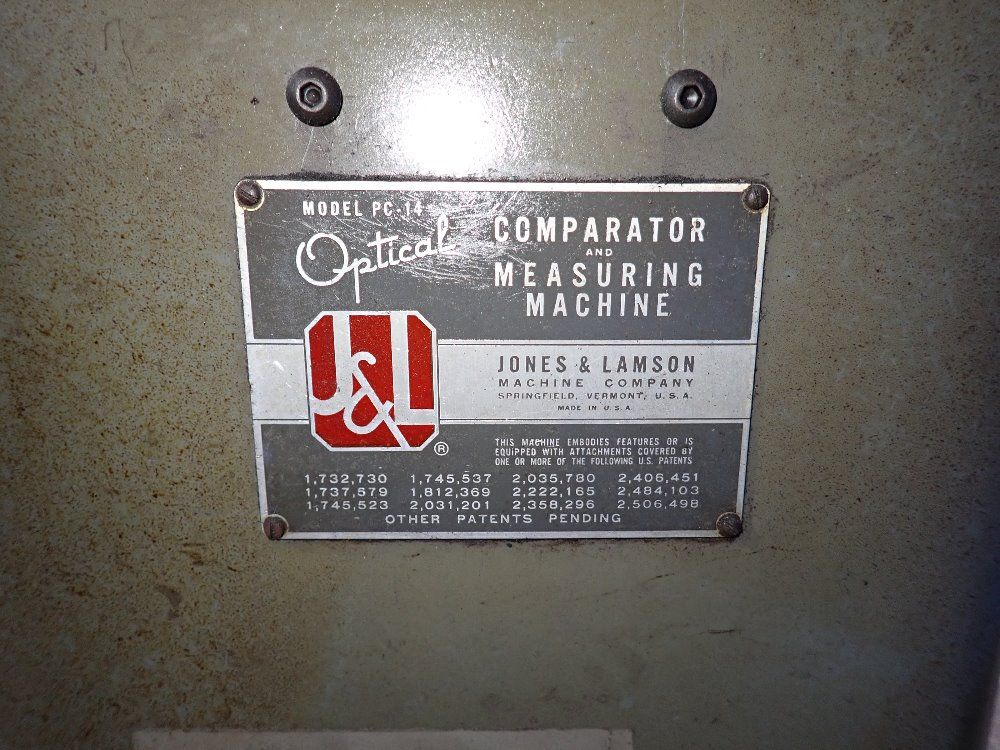 MODEL PC-14
Optical
COMPARATOR
AND
MEASURING
MACHINE
J&L
®
JONES & LAMSON
MACHINE COMPANY
SPRINGFIELD, VERMONT, U.S.A.
MADE IN U.S.A.
THIS MACHINE EMBODIES FEATURES OR IS
EQUIPPED WITH ATTACHMENTS COVERED BY
ONE OR MORE OF THE FOLLOWING U.S. PATENTS
1,732,730 1,745,537 2,035,780 2,406,451
1,737,579 1,812,369 2,222,165 2,484,103
1,745,523 2,031,201 2,358,296 2,506,498
OTHER PATENTS PENDING